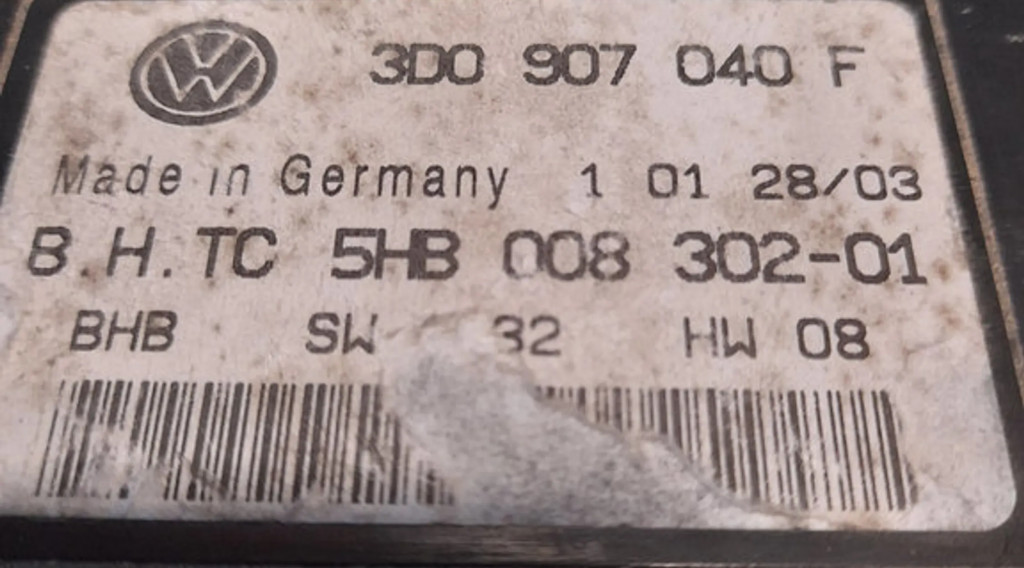 3D0 907 040 F
Made in Germany 1 01 28/03
B.H.TC 5HB 008 302-01
BHB SW 32 HW 08